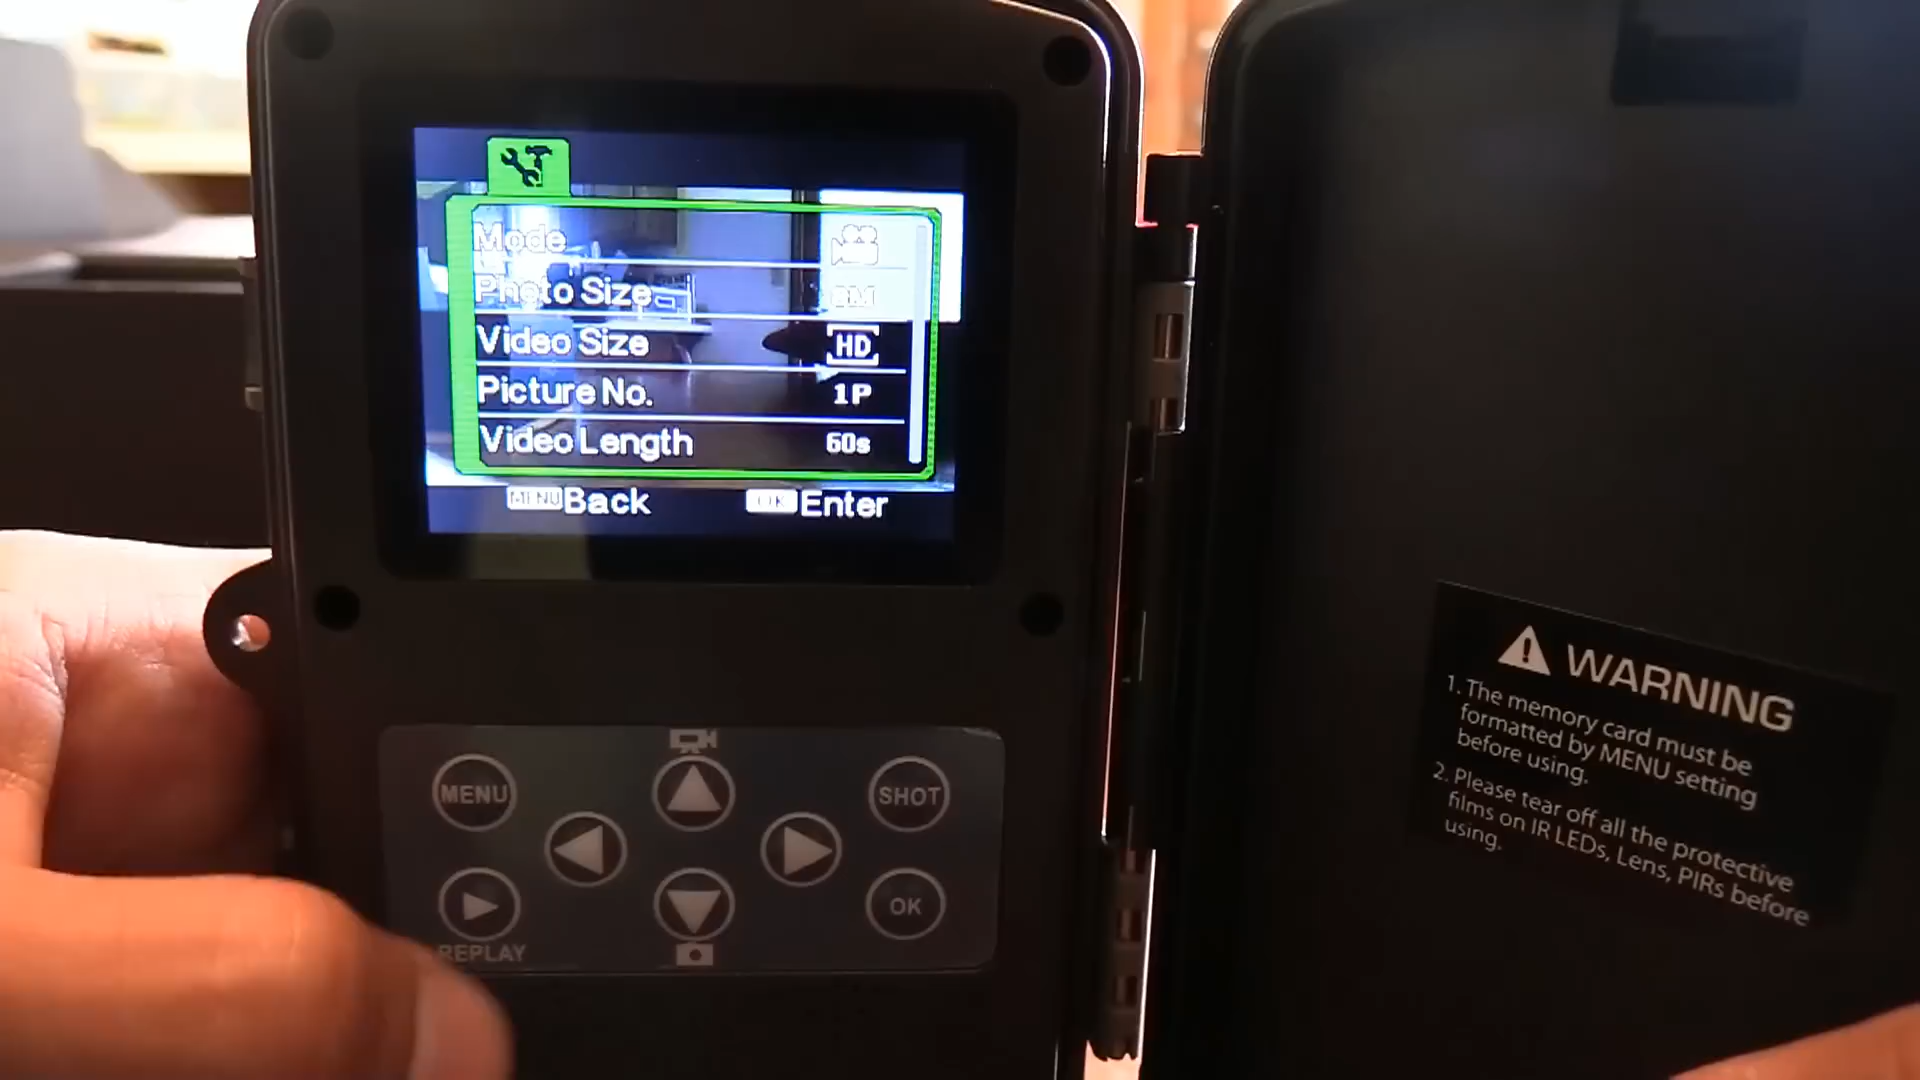 Mode
Photo Size
Video Size HD
Picture No. 1P
Video Length 60s
MENU Back OK Enter
MENU
SHOT
OK
REPLAY
WARNING
1. The memory card must be
formatted by MENU setting
before using.
2. Please tear off all the protective
films on IR LEDs, Lens, PIRs before
using.